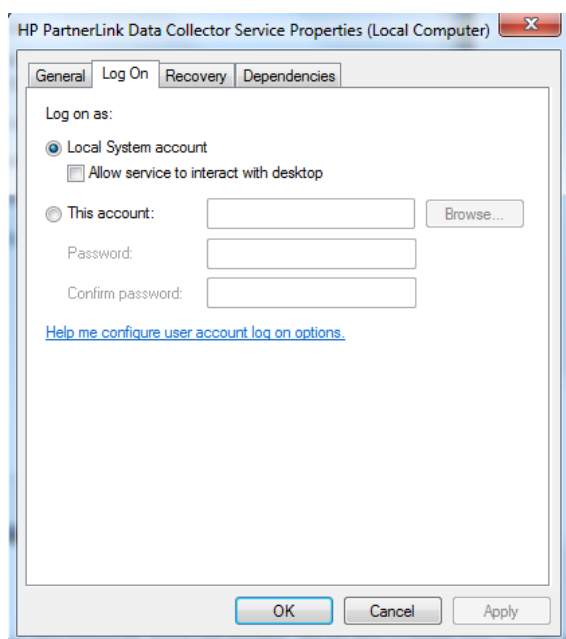 HP PartnerLink Data Collector Service Properties (Local Computer)
General Log On Recovery Dependencies
Log on as:
Local System account
Allow service to interact with desktop
This account: Browse...
Password:
Confirm password:
Help me configure user account log on options.
OK Cancel Apply